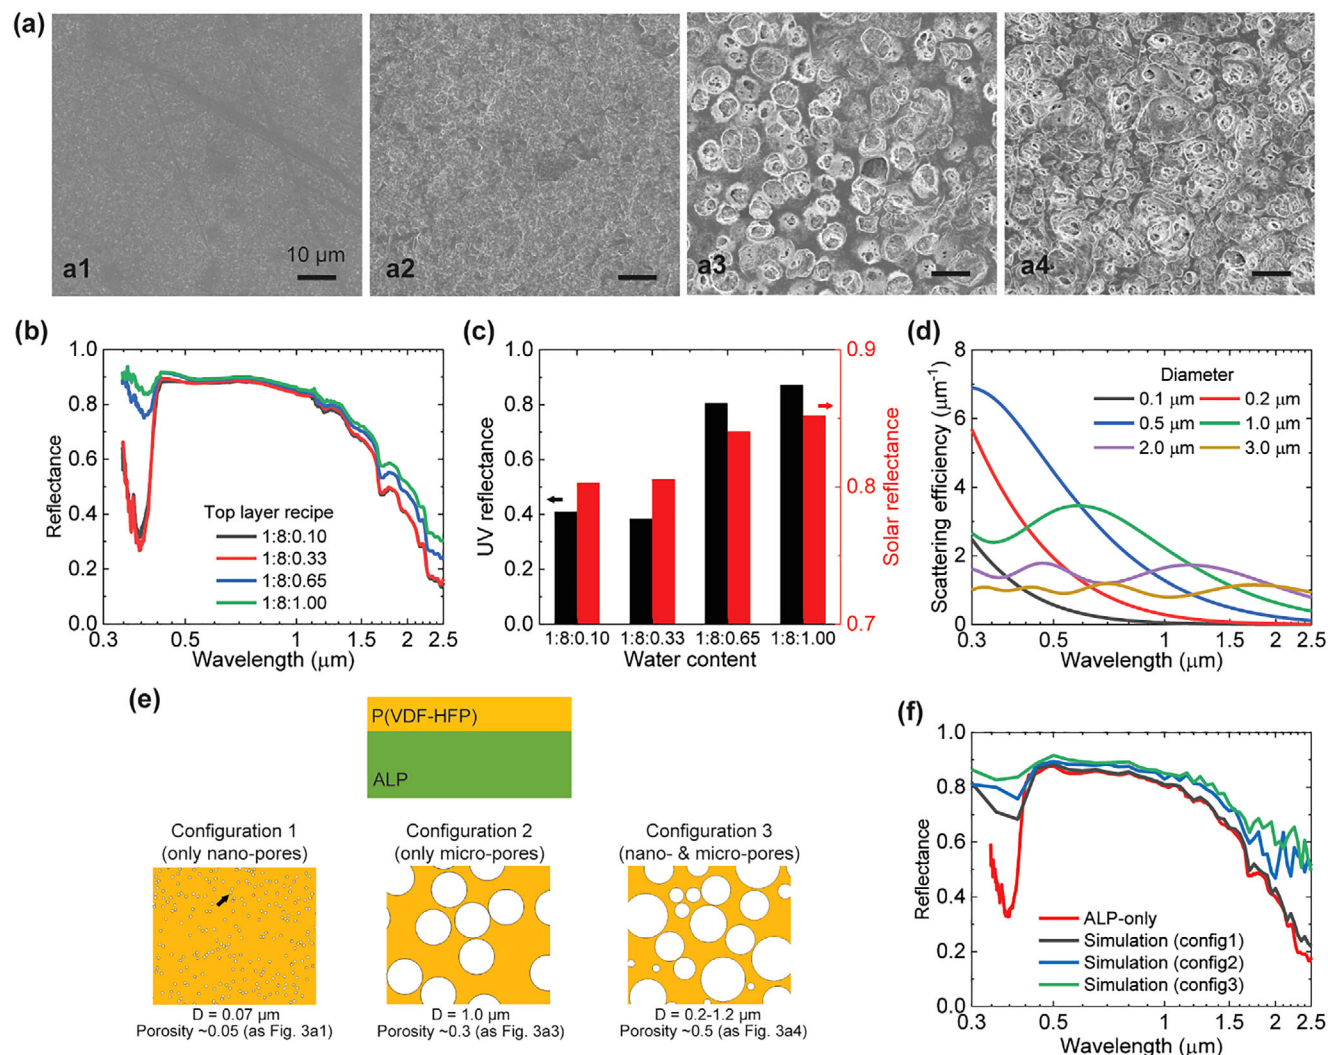 (a)
a1
10 μm
a2
a3
a4
(b)
Reflectance
1.0
0.8
0.6
0.4
0.2
0.0
Top layer recipe
1:8:0.10
1:8:0.33
1:8:0.65
1:8:1.00
0.3 0.5 1 1.5 2 2.5
Wavelength (μm)
(c)
UV reflectance
1.0
0.8
0.6
0.4
0.2
0.0
0.9
0.8
0.7
Solar reflectance
1:8:0.10 1:8:0.33 1:8:0.65 1:8:1.00
Water content
(d)
Scattering efficiency (μm⁻¹)
8
6
4
2
0
Diameter
0.1 μm 0.2 μm
0.5 μm 1.0 μm
2.0 μm 3.0 μm
0.3 0.5 1 1.5 2 2.5
Wavelength (μm)
(e)
P(VDF-HFP)
ALP
Configuration 1
(only nano-pores)
D = 0.07 μm
Porosity ~0.05 (as Fig. 3a1)
Configuration 2
(only micro-pores)
D = 1.0 μm
Porosity ~0.3 (as Fig. 3a3)
Configuration 3
(nano- & micro-pores)
D = 0.2-1.2 μm
Porosity ~0.5 (as Fig. 3a4)
(f)
Reflectance
1.0
0.8
0.6
0.4
0.2
0.0
ALP-only
Simulation (config1)
Simulation (config2)
Simulation (config3)
0.3 0.5 1 1.5 2 2.5
Wavelength (μm)